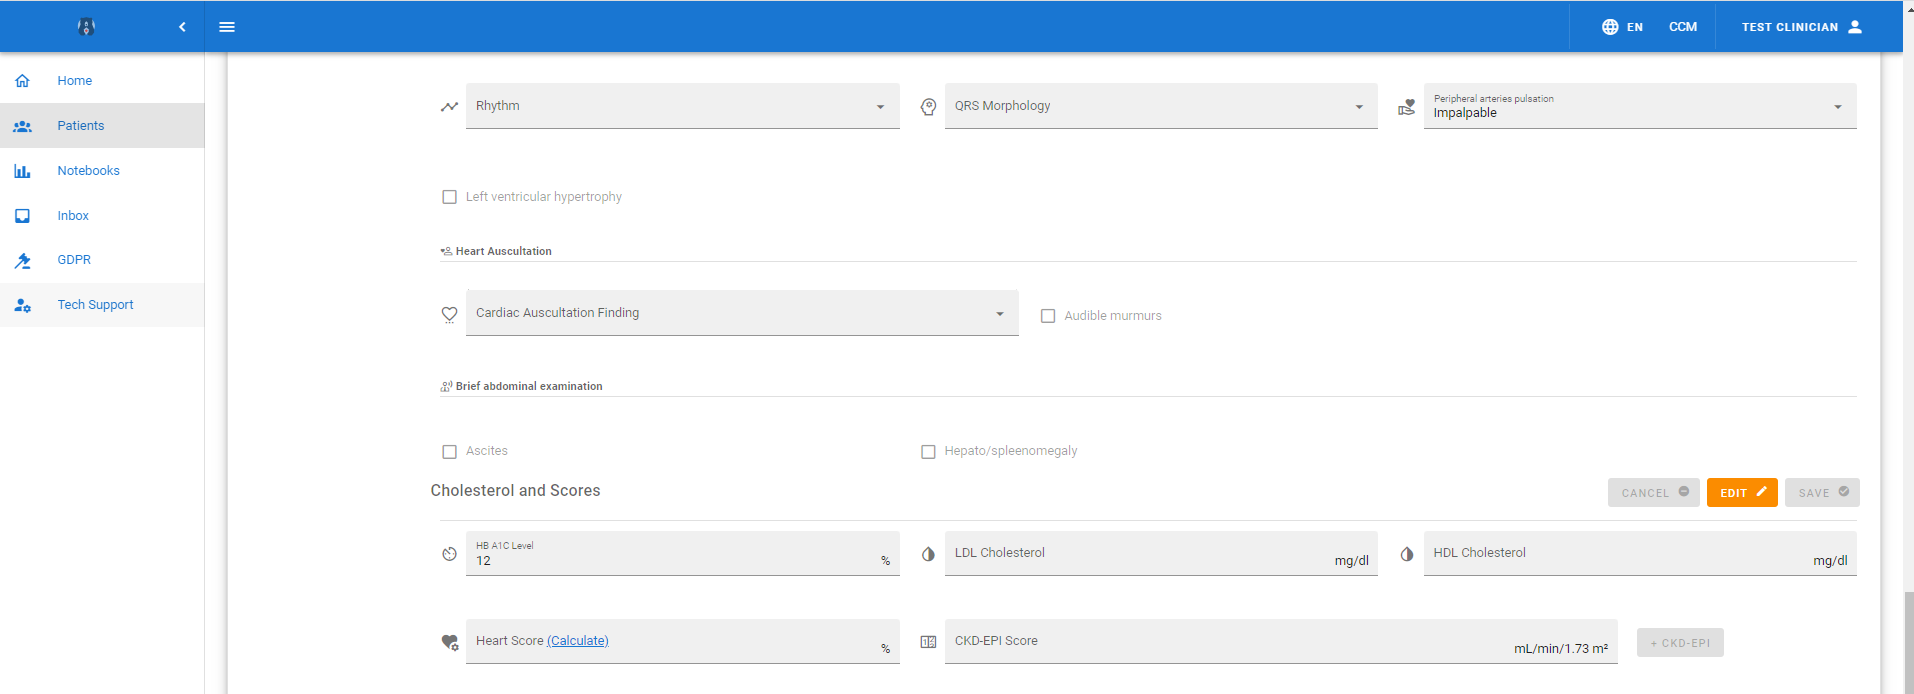 EN
CCM
TEST CLINICIAN
Home
Patients
Notebooks
Inbox
GDPR
Tech Support
Rhythm
QRS Morphology
Peripheral arteries pulsation
Impalpable
Left ventricular hypertrophy
Heart Auscultation
Cardiac Auscultation Finding
Audible murmurs
Brief abdominal examination
Ascites
Hepato/spleenomegaly
Cholesterol and Scores
CANCEL
EDIT
SAVE
HB A1C Level
12
%
LDL Cholesterol
mg/dl
HDL Cholesterol
mg/dl
Heart Score (Calculate)
%
CKD-EPI Score
mL/min/1.73 m²
+ CKD-EPI